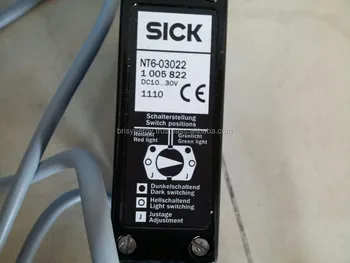 SICK
NT6-03022
1 005 822
DC10...30V
1110 CE
Schalterstellung
Switch positions
Rotlicht Grünlicht
Red light Green light
J J
Dunkelschaltend
Dark switching
Hellschaltend
Light switching
J Justage
Adjustment